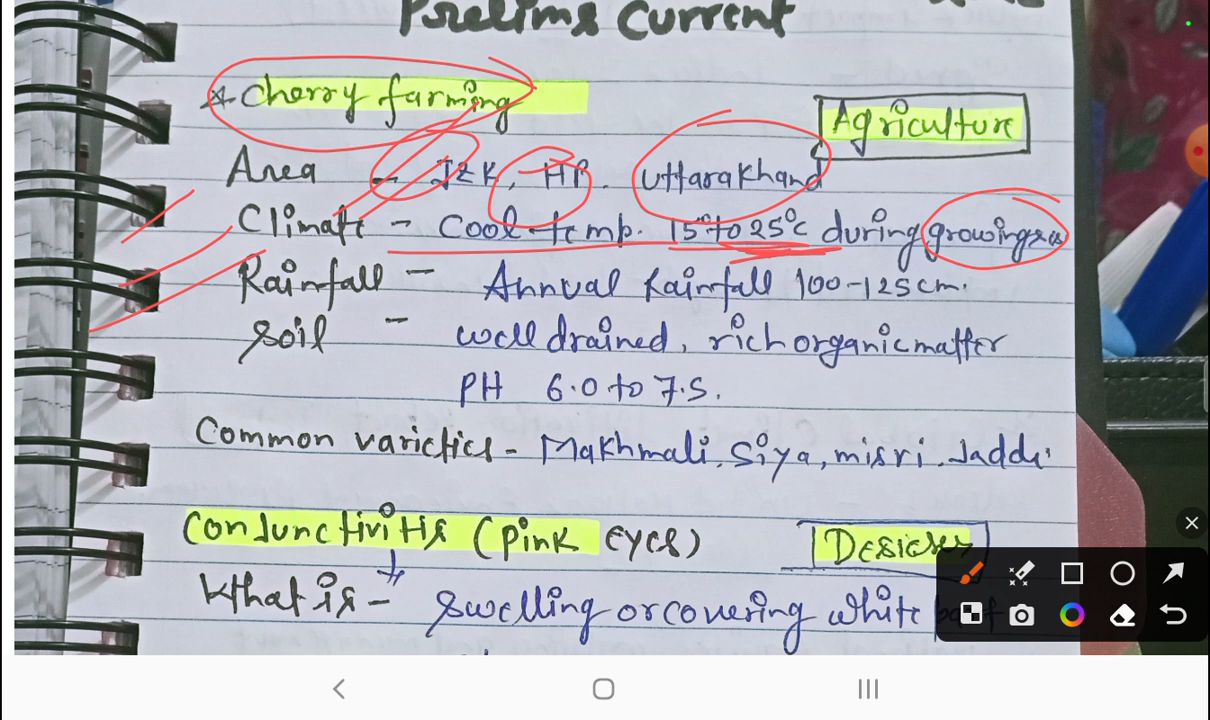 Prelims Current
* Cherry farming
Agriculture
Area - J&K, HP. Uttarakhand
Climate - Cool temp. 15° to 25°c during growing
Rainfall - Annual Rainfall 100-125cm.
Soil - well drained, rich organic matter
PH 6.0 to 7.5.
Common varieties - Makhmali, Siya, misri. Jaddi
Conjunctivitis (Pink Eyes)
What is - swelling or covering white